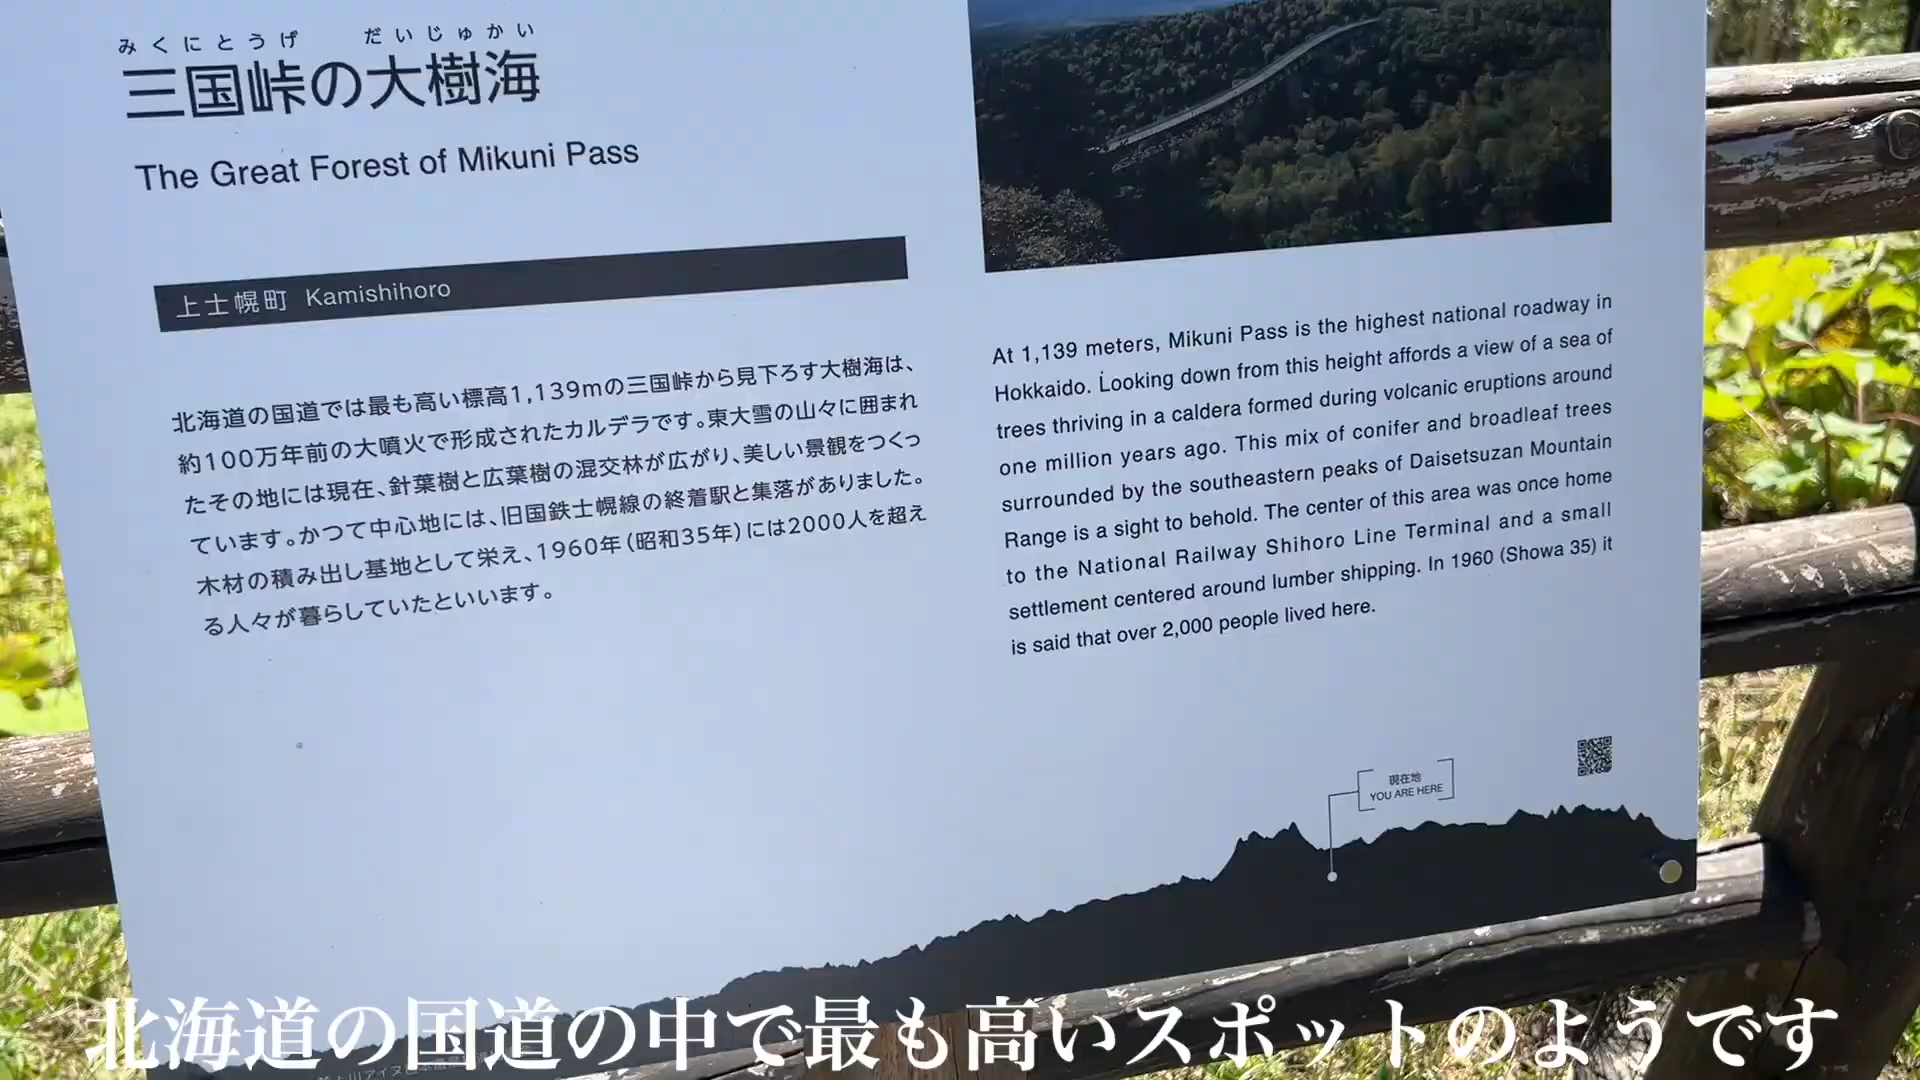 みくにとうげ だいじゅかい
三国峠の大樹海
The Great Forest of Mikuni Pass
上士幌町 Kamishihoro
北海道の国道では最も高い標高1,139mの三国峠から見下ろす大樹海は、
約100万年前の大噴火で形成されたカルデラです。東大雪の山々に囲まれ
たその地には現在、針葉樹と広葉樹の混交林が広がり、美しい景観をつくっ
ています。かつて中心地には、旧国鉄士幌線の終着駅と集落がありました。
木材の積み出し基地として栄え、1960年(昭和35年)には2000人を超え
る人々が暮らしていたといいます。
At 1,139 meters, Mikuni Pass is the highest national roadway in
Hokkaido. Looking down from this height affords a view of a sea of
trees thriving in a caldera formed during volcanic eruptions around
one million years ago. This mix of conifer and broadleaf trees
surrounded by the southeastern peaks of Daisetsuzan Mountain
Range is a sight to behold. The center of this area was once home
to the National Railway Shihoro Line Terminal and a small
settlement centered around lumber shipping. In 1960 (Showa 35) it
is said that over 2,000 people lived here.
現在地
YOU ARE HERE
北海道の国道の中で最も高いスポットのようです